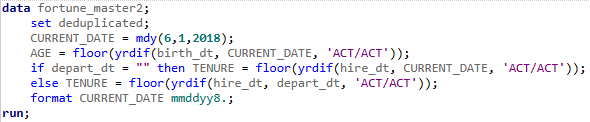 data fortune_master2;
set deduplicated;
CURRENT_DATE = mdy(6,1,2018);
AGE = floor(yrdif(birth_dt, CURRENT_DATE, 'ACT/ACT'));
if depart_dt = "" then TENURE = floor(yrdif(hire_dt, CURRENT_DATE, 'ACT/ACT'));
else TENURE = floor(yrdif(hire_dt, depart_dt, 'ACT/ACT'));
format CURRENT_DATE mmddyy8.;
run;